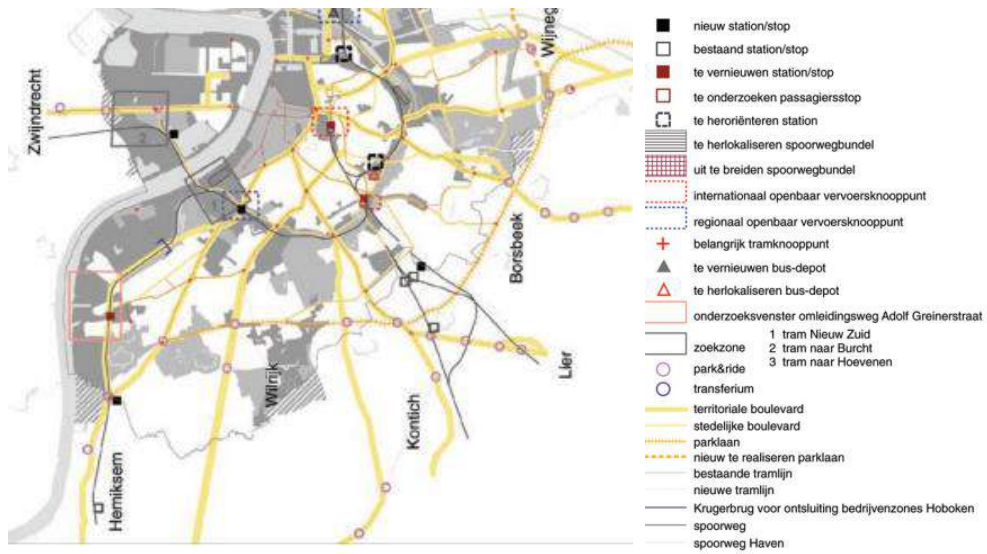 Zwijndrecht
Wijneg
Borsbeek
Wilrijk
Lier
Kontich
Hemiksem
2
nieuw station/stop
bestaand station/stop
te vernieuwen station/stop
te onderzoeken passagiersstop
te heroriënteren station
te herlokaliseren spoorwegbundel
uit te breiden spoorwegbundel
internationaal openbaar vervoersknooppunt
regionaal openbaar vervoersknooppunt
belangrijk tramknooppunt
te vernieuwen bus-depot
te herlokaliseren bus-depot
onderzoeksvenster omleidingsweg Adolf Greinerstraat
zoekzone
1 tram Nieuw Zuid
2 tram naar Burcht
3 tram naar Hoevenen
park&ride
transferium
territoriale boulevard
stedelijke boulevard
parklaan
nieuw te realiseren parklaan
bestaande tramlijn
nieuwe tramlijn
Krugerbrug voor ontsluiting bedrijvenzones Hoboken
spoorweg
spoorweg Haven